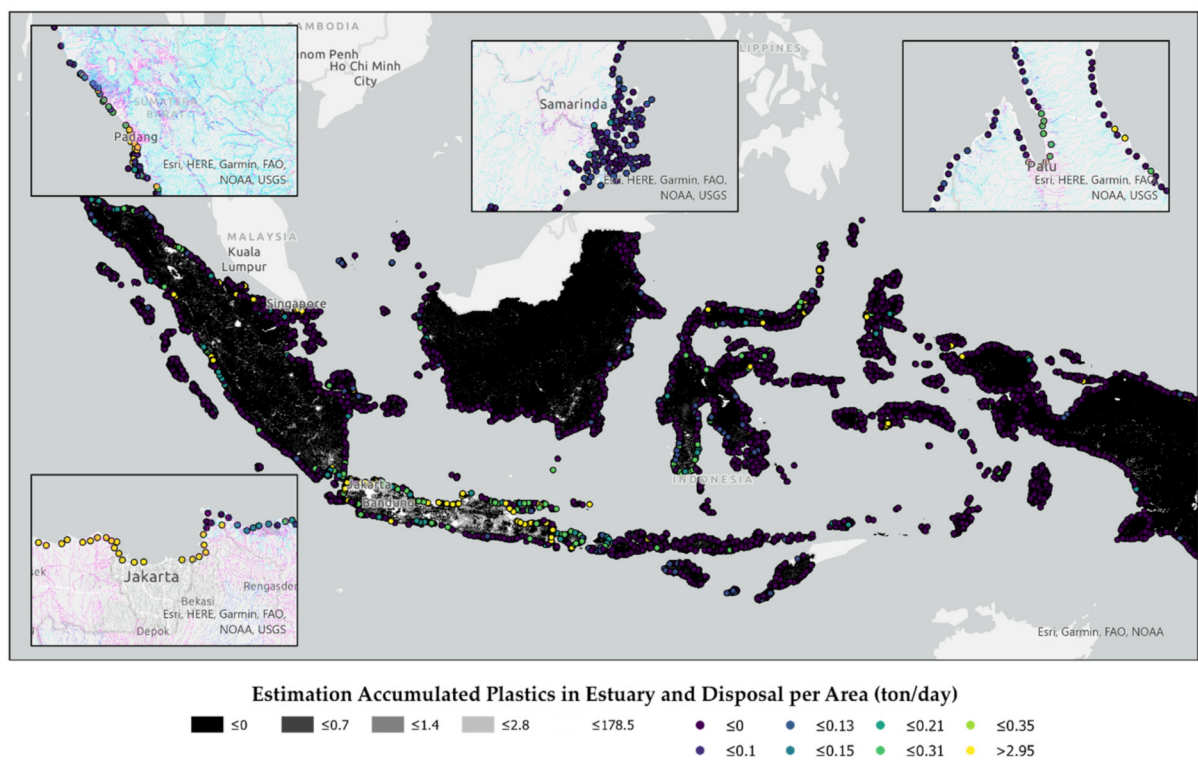 CAMBODIA
nom Penh
Ho Chi Minh
City
LIPPINES
SUMATERA
BARAT
Padang
Esri, HERE, Garmin, FAO,
NOAA, USGS
Samarinda
Esri, HERE, Garmin, FAO,
NOAA, USGS
Palu
Esri, HERE, Garmin, FAO,
NOAA, USGS
MALAYSIA
Kuala
Lumpur
Singapore
INDONESIA
Jakarta
Bandung
sek
Jakarta
Rengasden
Bekasi
Esri, HERE, Garmin, FAO,
NOAA, USGS
Depok
Esri, Garmin, FAO, NOAA
Estimation Accumulated Plastics in Estuary and Disposal per Area (ton/day)
≤0 ≤0.7 ≤1.4 ≤2.8 ≤178.5 ≤0 ≤0.13 ≤0.21 ≤0.35
≤0.1 ≤0.15 ≤0.31 >2.95